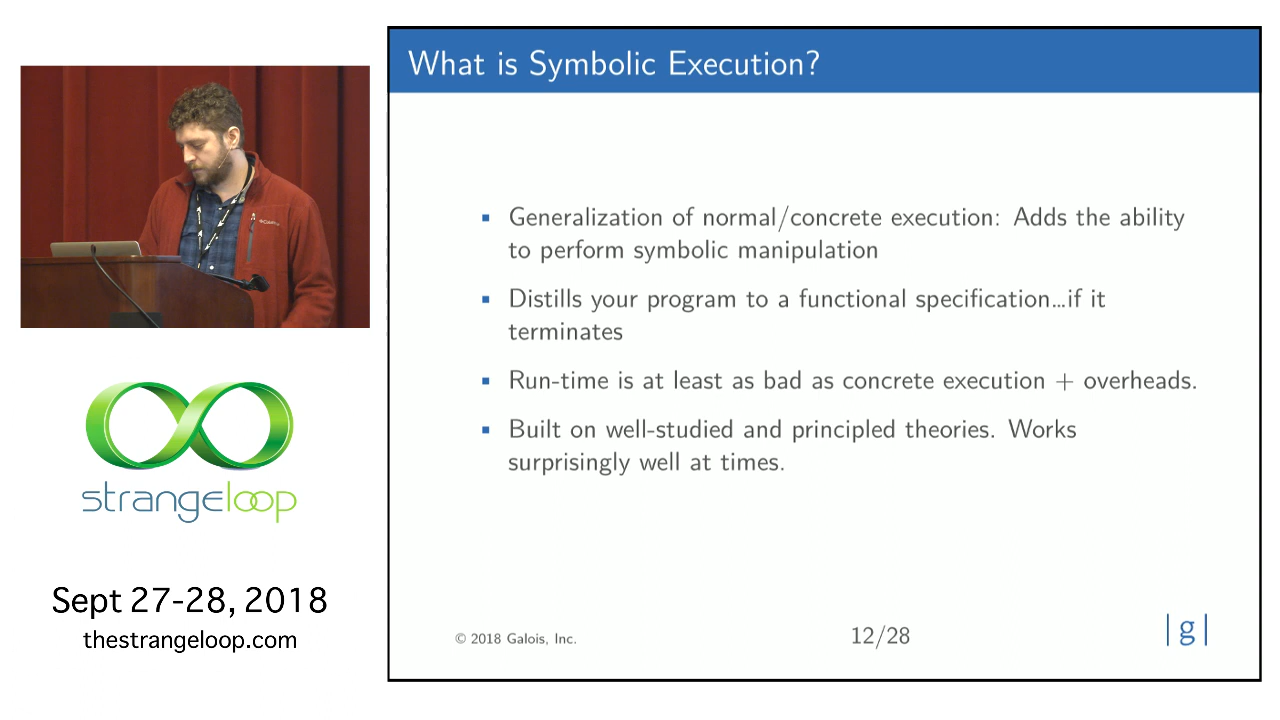 What is Symbolic Execution?
Generalization of normal/concrete execution: Adds the ability
to perform symbolic manipulation
Distills your program to a functional specification...if it
terminates
Run-time is at least as bad as concrete execution + overheads.
Built on well-studied and principled theories. Works
surprisingly well at times.
© 2018 Galois, Inc.
12/28
|g|
strangeloop
Sept 27-28, 2018
thestrangeloop.com